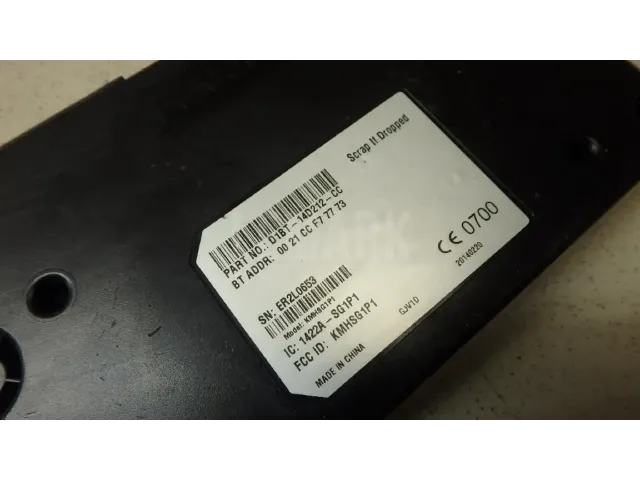 Scrap If Dropped
PART NO.: D1BT-14D212-CC
BT ADDR: 00 21 CC F7 77 73
SN: ER2L0653
Model: KMHSG1P1
IC: 1422A-SG1P1
FCC ID: KMHSG1P1
MADE IN CHINA
CE 0700
20140220
GJV10